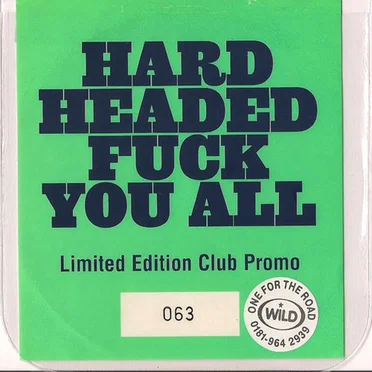 HARD
HEADED
FUCK
YOU ALL
Limited Edition Club Promo
063
ONE FOR THE ROAD
WILD
0181-964 2939